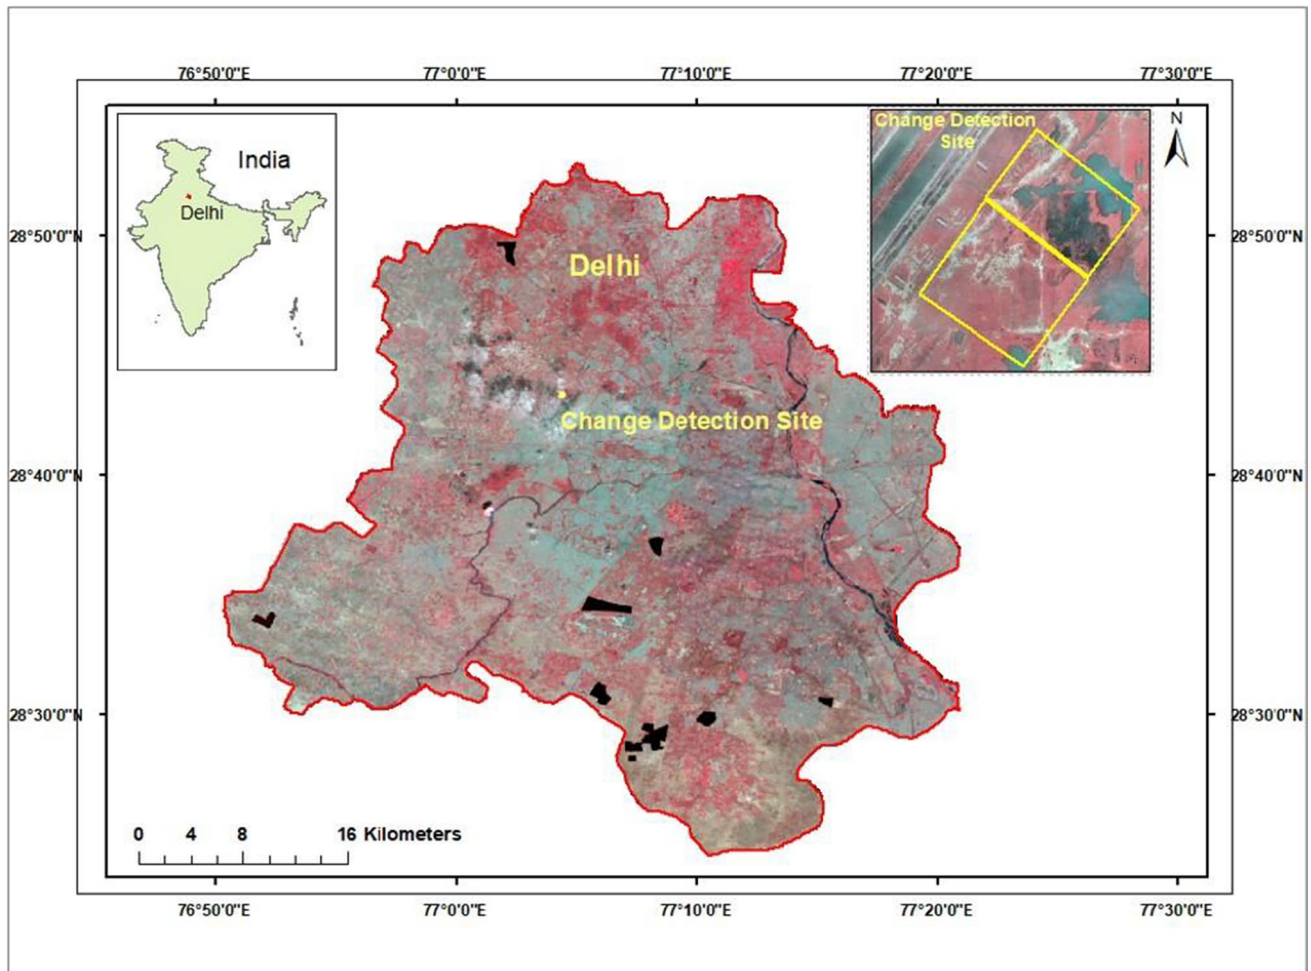 76°50'0"E 77°0'0"E 77°10'0"E 77°20'0"E 77°30'0"E
Change Detection
Site
N
India
Delhi
28°50'0"N 28°50'0"N
Delhi
Change Detection Site
28°40'0"N 28°40'0"N
28°30'0"N 28°30'0"N
0 4 8 16 Kilometers
76°50'0"E 77°0'0"E 77°10'0"E 77°20'0"E 77°30'0"E